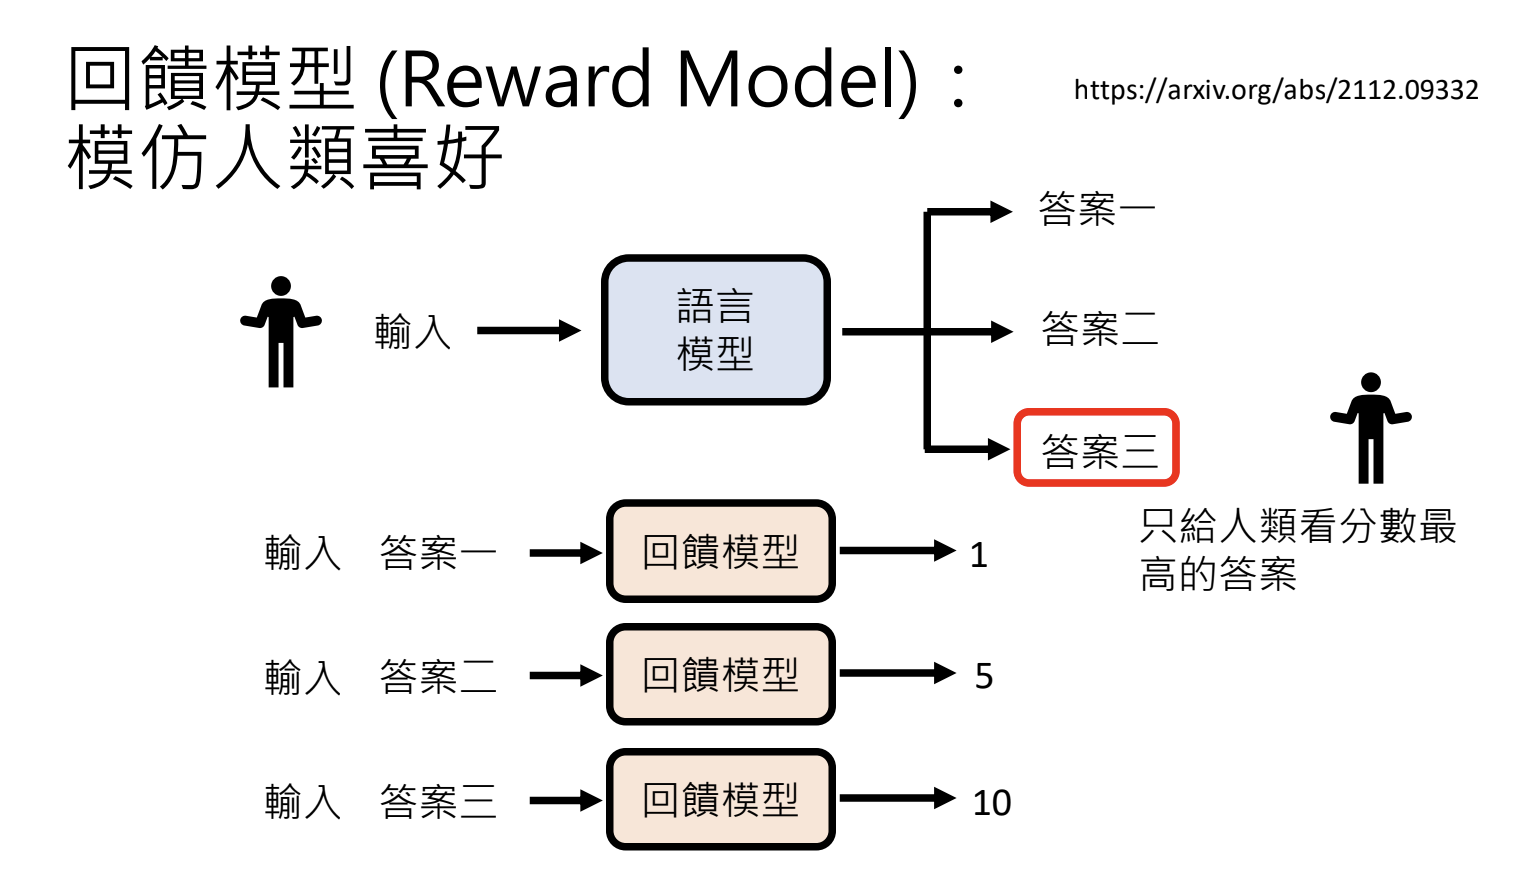 回饋模型 (Reward Model)：
模仿人類喜好
https://arxiv.org/abs/2112.09332
輸入
語言
模型
答案一
答案二
答案三
只給人類看分數最
高的答案
輸入 答案一 回饋模型 1
輸入 答案二 回饋模型 5
輸入 答案三 回饋模型 10